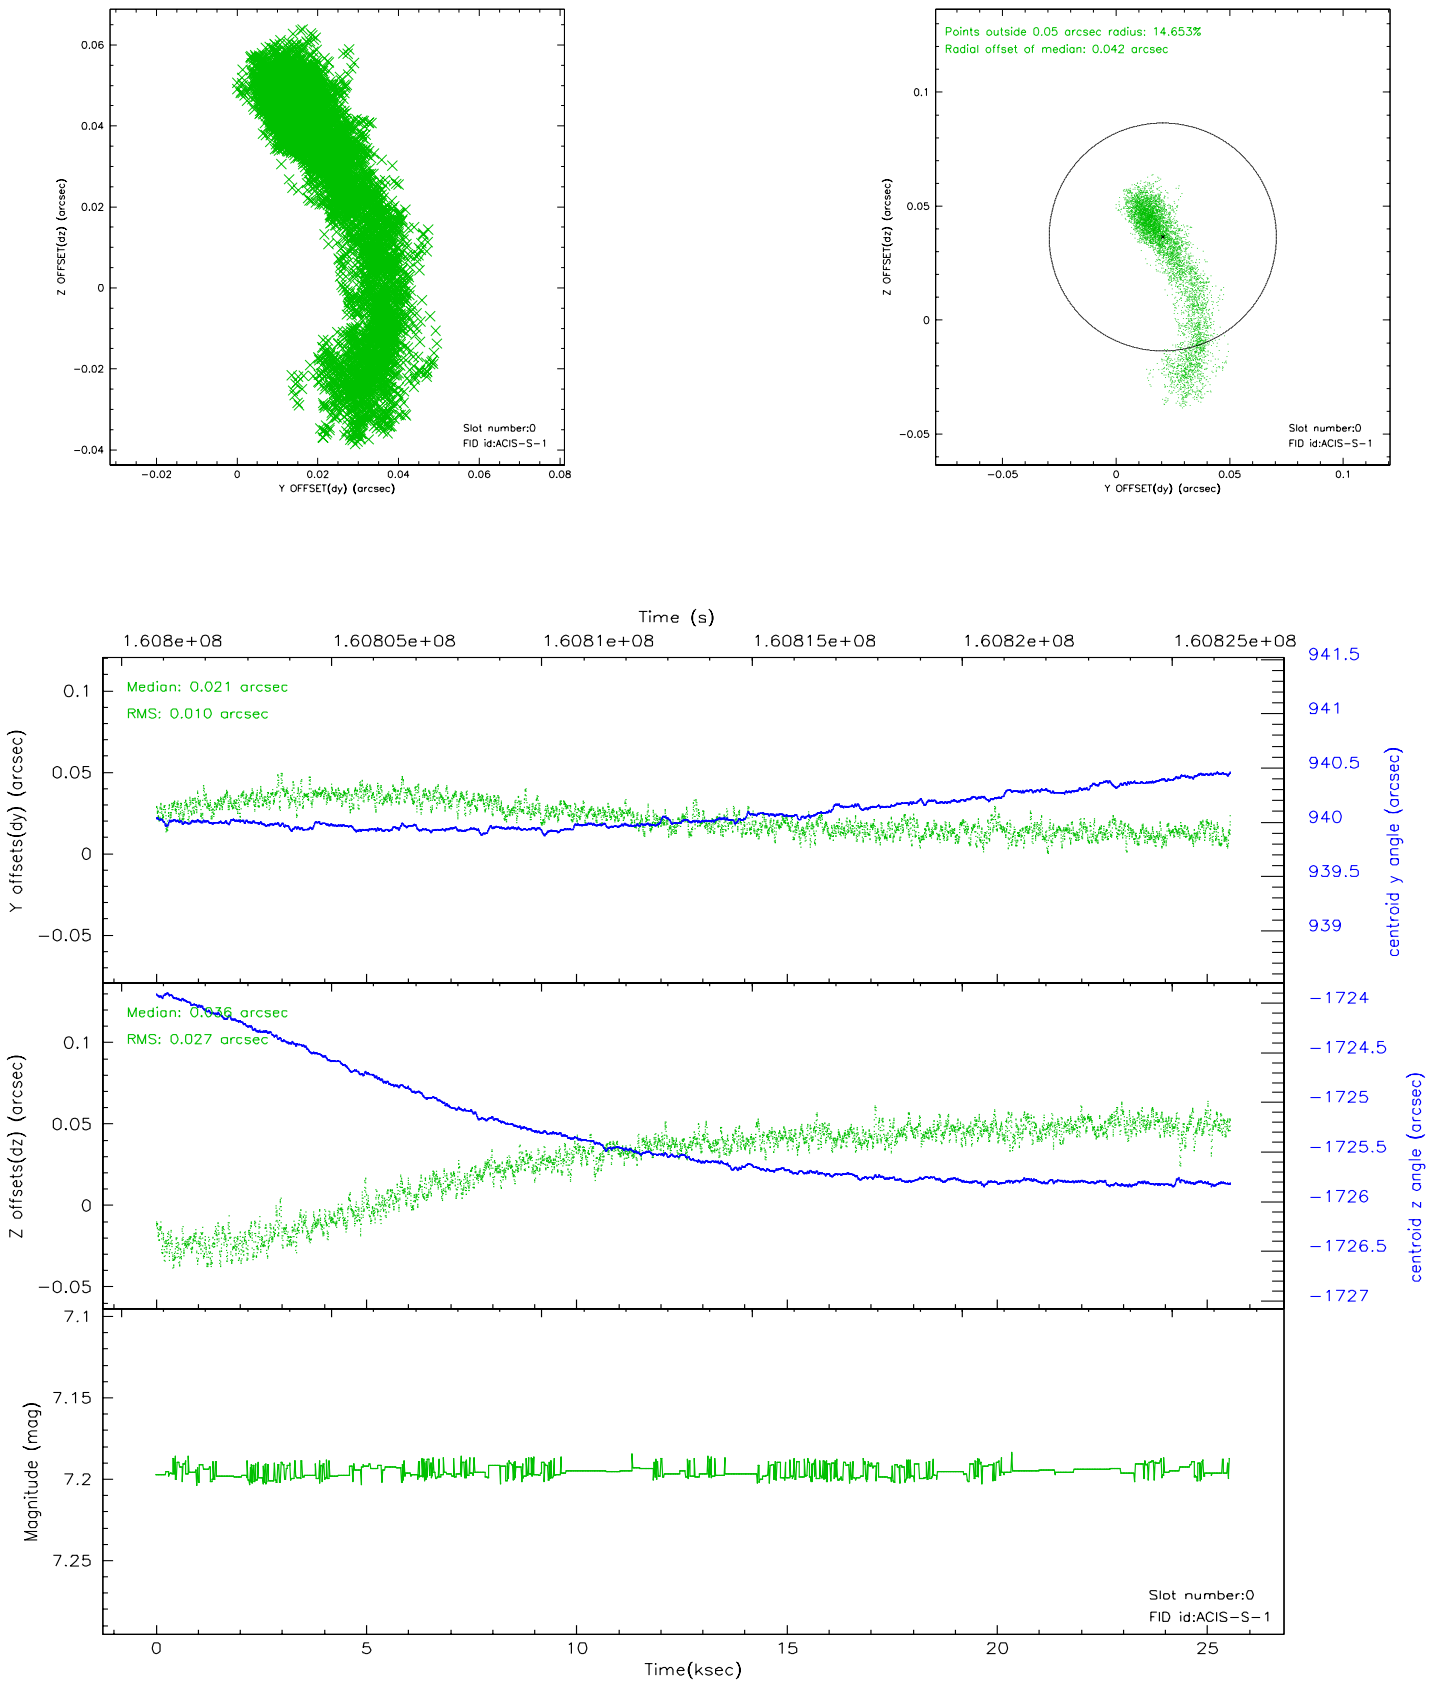 0.06
0.04
0.02
0
−0.02
−0.04
Z OFFSET(dz) (arcsec)
Slot number:0
FID id:ACIS−S−1
−0.02
0
0.02
0.04
0.06
0.08
Y OFFSET(dy) (arcsec)
Points outside 0.05 arcsec radius: 14.653%
Radial offset of median: 0.042 arcsec
0.1
0.05
0
−0.05
Z OFFSET(dz) (arcsec)
Slot number:0
FID id:ACIS−S−1
−0.05
0
0.05
0.1
Y OFFSET(dy) (arcsec)
Time (s)
1.608e+08
1.60805e+08
1.6081e+08
1.60815e+08
1.6082e+08
1.60825e+08
Median: 0.021 arcsec
RMS: 0.010 arcsec
0.1
0.05
0
−0.05
Y offsets(dy) (arcsec)
941.5
941
940.5
940
939.5
939
centroid y angle (arcsec)
Median: 0.036 arcsec
RMS: 0.027 arcsec
0.1
0.05
0
−0.05
Z offsets(dz) (arcsec)
−1724
−1724.5
−1725
−1725.5
−1726
−1726.5
−1727
centroid z angle (arcsec)
7.1
7.15
7.2
7.25
Magnitude (mag)
Slot number:0
FID id:ACIS−S−1
0
5
10
15
20
25
Time(ksec)